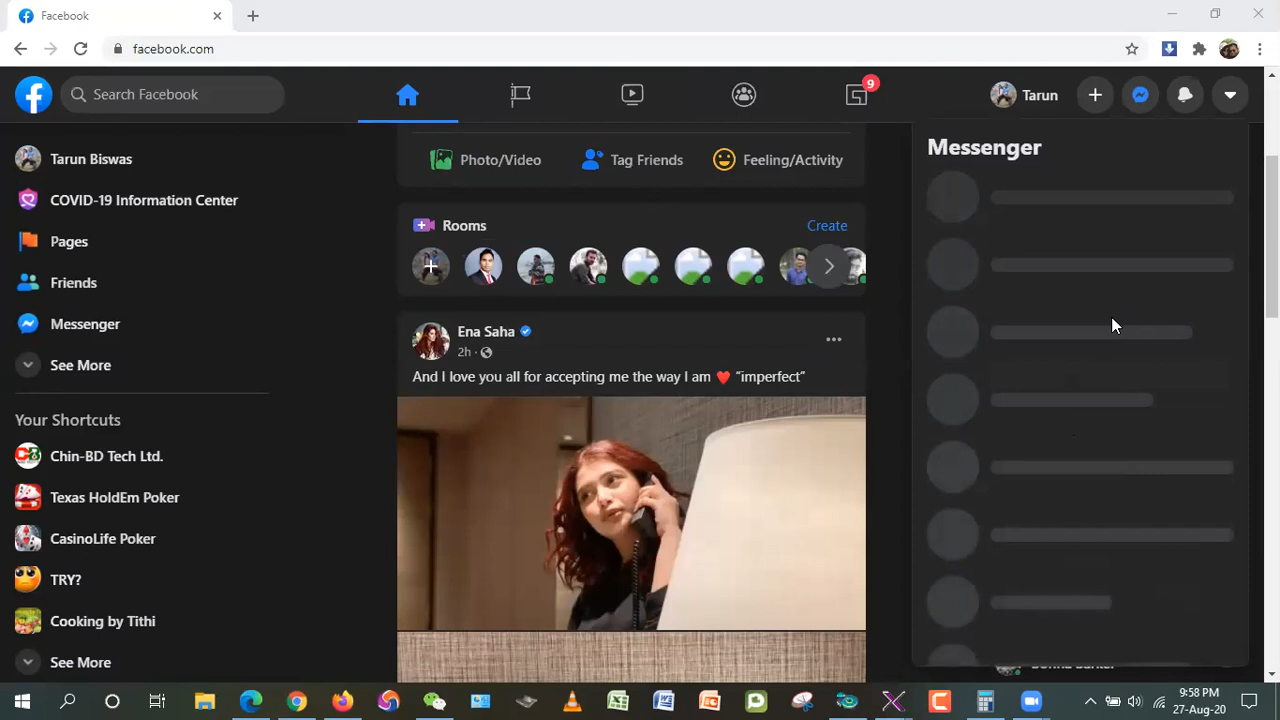 Facebook
facebook.com
Search Facebook
9
Tarun
Tarun Biswas
COVID-19 Information Center
Pages
Friends
Messenger
See More
Your Shortcuts
Chin-BD Tech Ltd.
Texas HoldEm Poker
CasinoLife Poker
TRY?
Cooking by Tithi
See More
Photo/Video
Tag Friends
Feeling/Activity
Rooms
Create
Ena Saha
2h ·
And I love you all for accepting me the way I am ❤️ “imperfect”
Messenger
9:58 PM
27-Aug-20